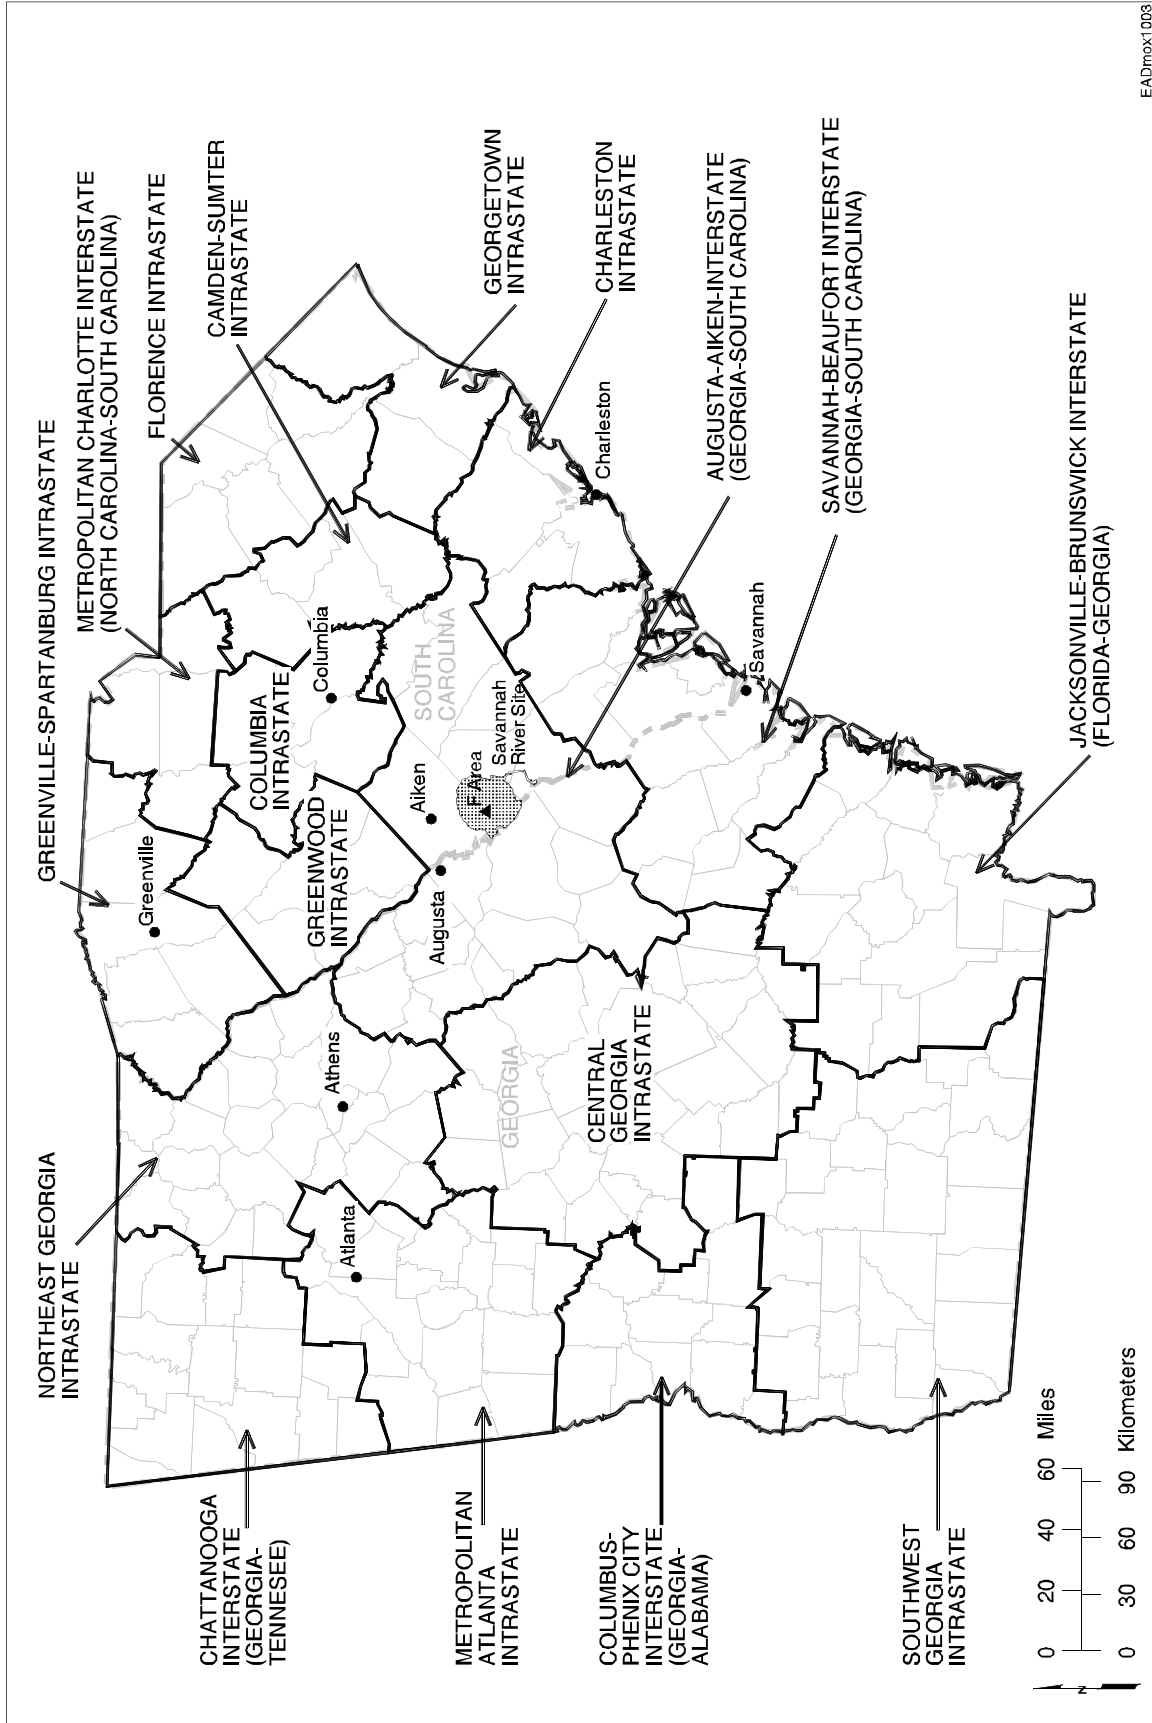 GREENVILLE-SPARTANBURG INTRASTATE
METROPOLITAN CHARLOTTE INTERSTATE
(NORTH CAROLINA-SOUTH CAROLINA)
FLORENCE INTRASTATE
CAMDEN-SUMTER
INTRASTATE
GEORGETOWN
INTRASTATE
CHARLESTON
INTRASTATE
AUGUSTA-AIKEN-INTERSTATE
(GEORGIA-SOUTH CAROLINA)
SAVANNAH-BEAUFORT INTERSTATE
(GEORGIA-SOUTH CAROLINA)
JACKSONVILLE-BRUNSWICK INTERSTATE
(FLORIDA-GEORGIA)
NORTHEAST GEORGIA
INTRASTATE
CHATTANOOGA
INTERSTATE
(GEORGIA-
TENNESEE)
METROPOLITAN
ATLANTA
INTRASTATE
COLUMBUS-
PHENIX CITY
INTERSTATE
(GEORGIA-
ALABAMA)
SOUTHWEST
GEORGIA
INTRASTATE
COLUMBIA
INTRASTATE
GREENWOOD
INTRASTATE
CENTRAL
GEORGIA
INTRASTATE
SOUTH
CAROLINA
GEORGIA
Greenville
Columbia
Charleston
Savannah
Savannah
River Site
F Area
Aiken
Augusta
Athens
Atlanta
0 20 40 60 Miles
0 30 60 90 Kilometers
N
EADmox1003